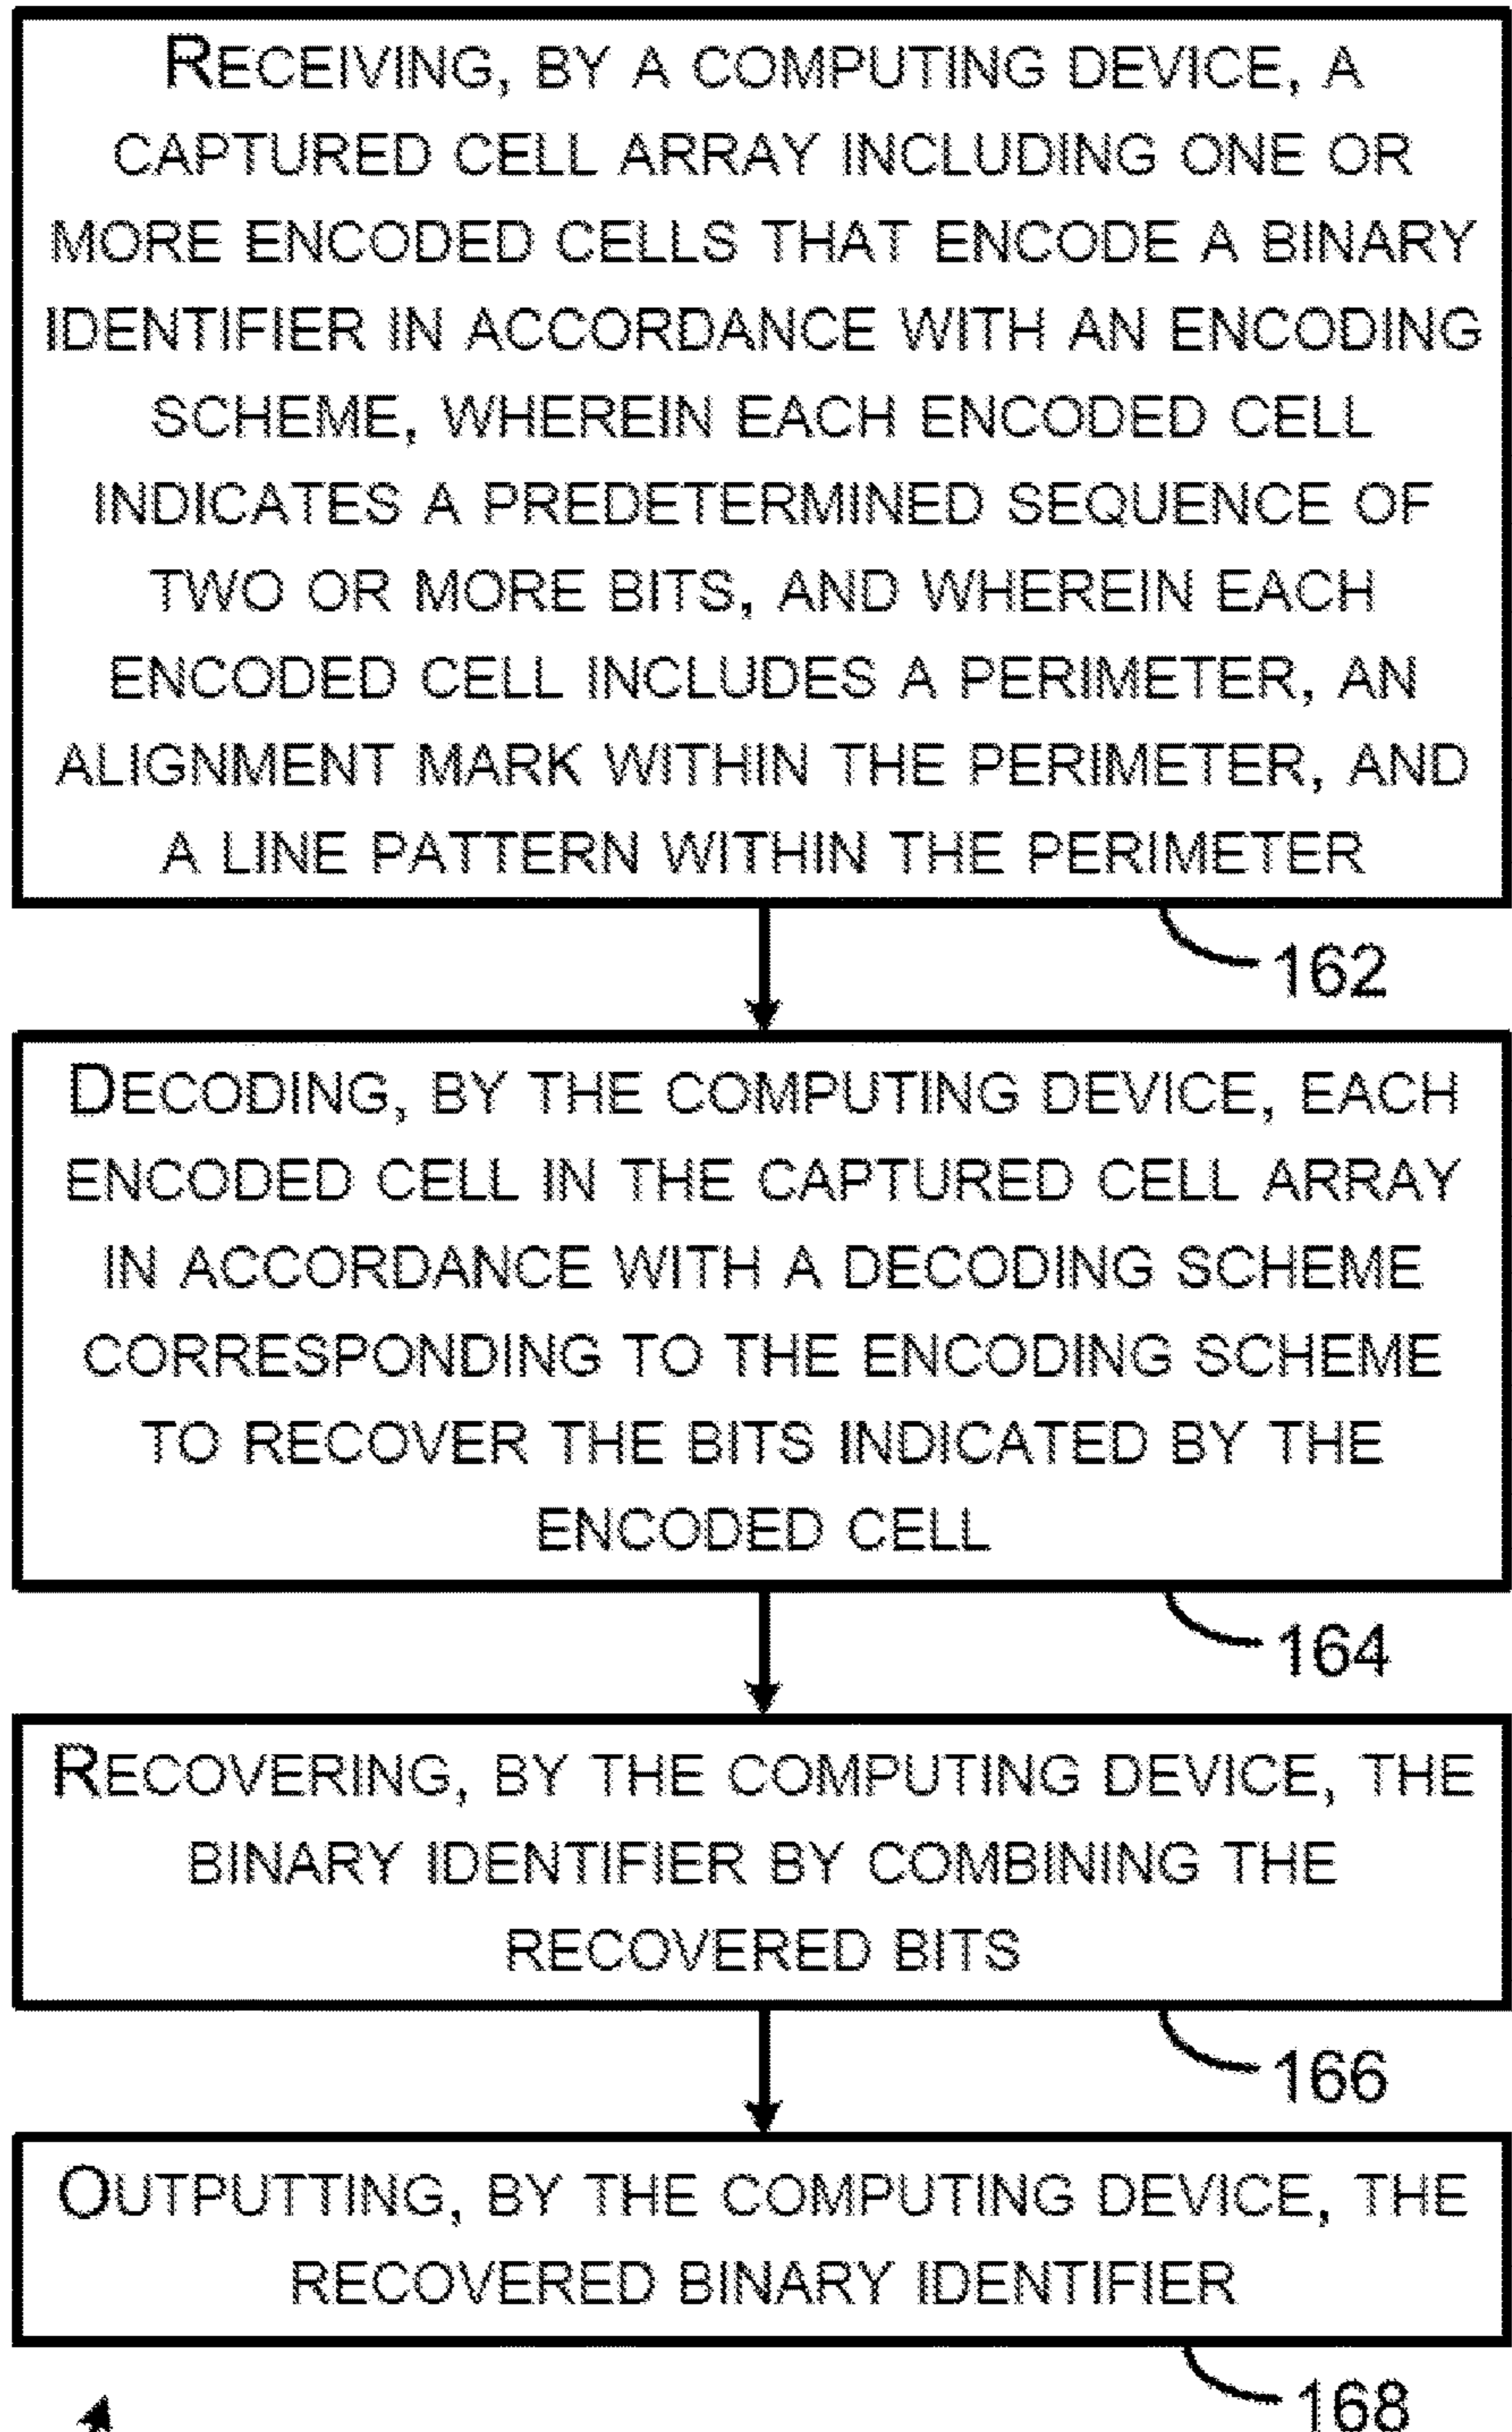 RECEIVING, BY A COMPUTING DEVICE, A
CAPTURED CELL ARRAY INCLUDING ONE OR
MORE ENCODED CELLS THAT ENCODE A BINARY
IDENTIFIER IN ACCORDANCE WITH AN ENCODING
SCHEME, WHEREIN EACH ENCODED CELL
INDICATES A PREDETERMINED SEQUENCE OF
TWO OR MORE BITS, AND WHEREIN EACH
ENCODED CELL INCLUDES A PERIMETER, AN
ALIGNMENT MARK WITHIN THE PERIMETER, AND
A LINE PATTERN WITHIN THE PERIMETER
162
DECODING, BY THE COMPUTING DEVICE, EACH
ENCODED CELL IN THE CAPTURED CELL ARRAY
IN ACCORDANCE WITH A DECODING SCHEME
CORRESPONDING TO THE ENCODING SCHEME
TO RECOVER THE BITS INDICATED BY THE
ENCODED CELL
164
RECOVERING, BY THE COMPUTING DEVICE, THE
BINARY IDENTIFIER BY COMBINING THE
RECOVERED BITS
166
OUTPUTTING, BY THE COMPUTING DEVICE, THE
RECOVERED BINARY IDENTIFIER
168